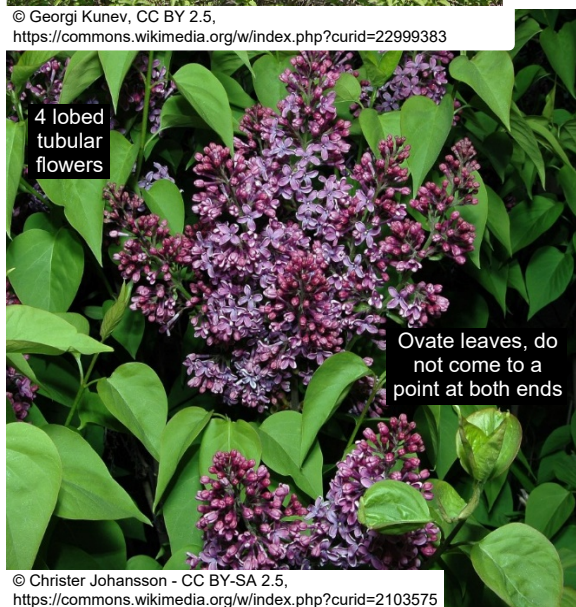 © Georgi Kunev, CC BY 2.5,
https://commons.wikimedia.org/w/index.php?curid=22999383
4 lobed
tubular
flowers
Ovate leaves, do
not come to a
point at both ends
© Christer Johansson - CC BY-SA 2.5,
https://commons.wikimedia.org/w/index.php?curid=2103575